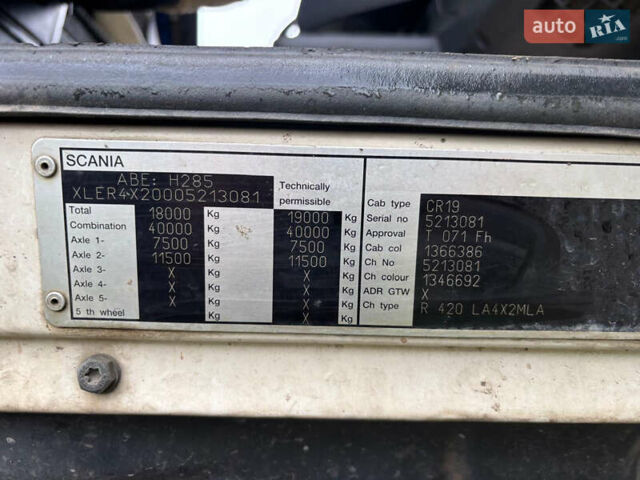 auto RIA
.com
SCANIA
ABE: H285
XLER4X20005213081
Technically
permissible
Total 18000 Kg 19000 Kg
Combination 40000 Kg 40000 Kg
Axle 1- 7500 Kg 7500 Kg
Axle 2- 11500 Kg 11500 Kg
Axle 3- X Kg X Kg
Axle 4- X Kg X Kg
Axle 5- X Kg X Kg
5 th wheel Kg X Kg
Cab type CR19
Serial no 5213081
Approval T 071 Fh
Cab col 1366386
Ch No 5213081
Ch colour 1346692
ADR GTW X
Ch type R 420 LA4X2MLA